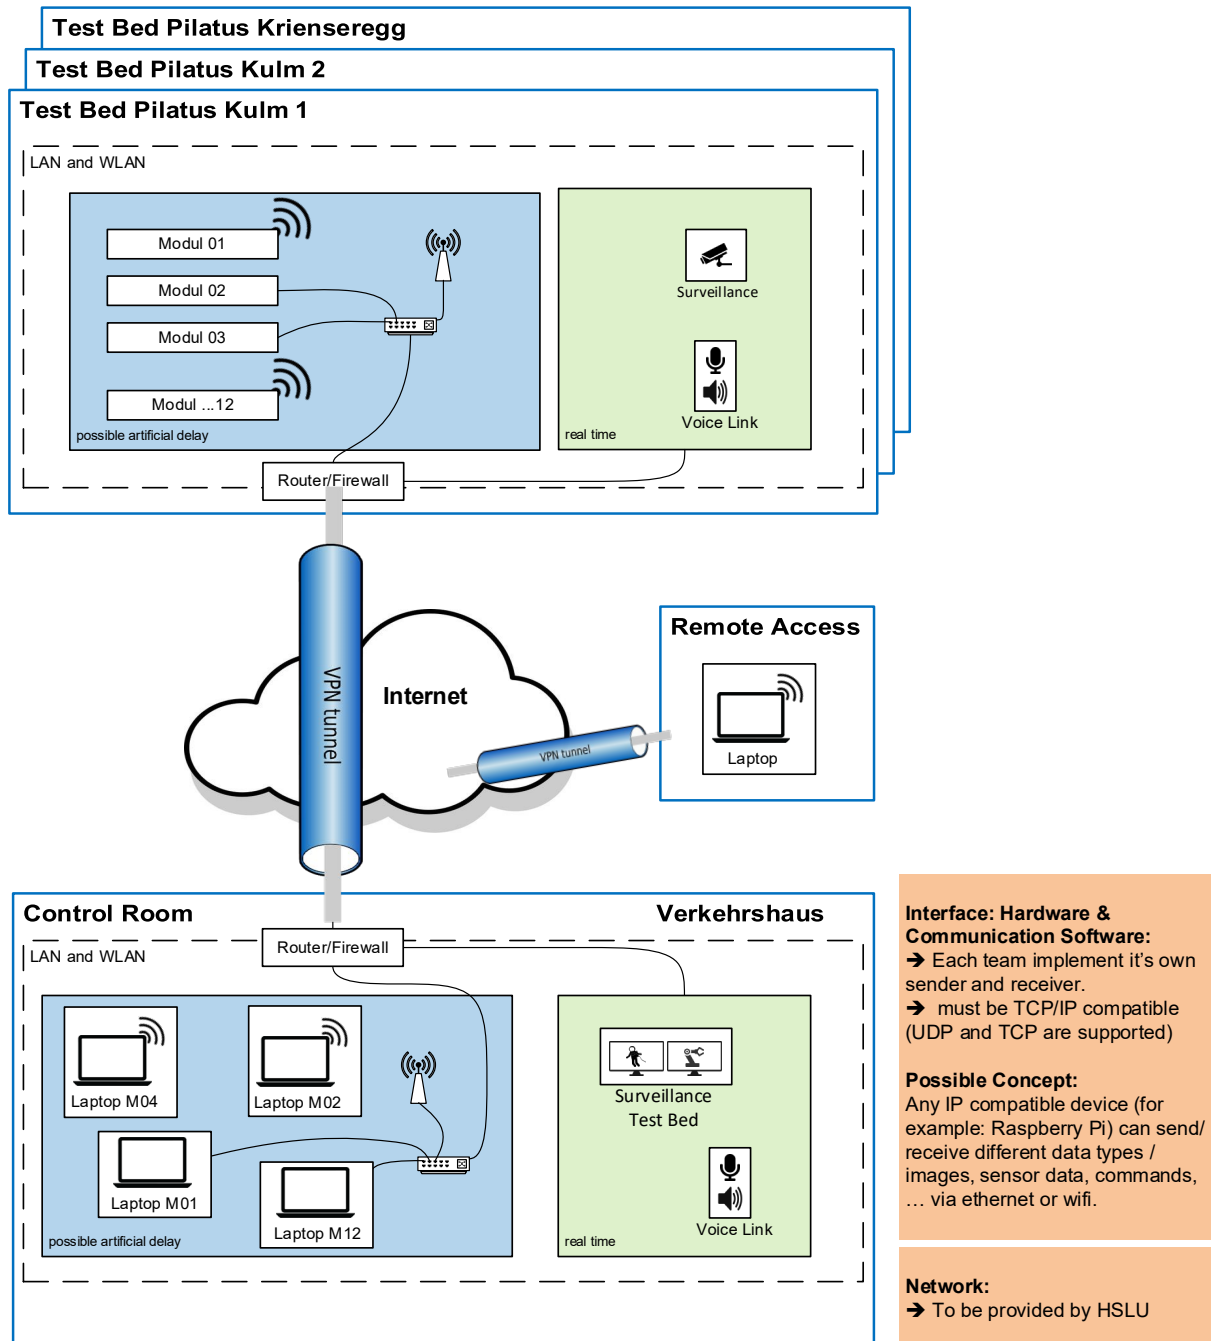 Test Bed Pilatus Krienseregg
Test Bed Pilatus Kulm 2
Test Bed Pilatus Kulm 1
LAN and WLAN
Modul 01
Modul 02
Modul 03
Modul ...12
possible artificial delay
Surveillance
Voice Link
real time
Router/Firewall
VPN tunnel
Internet
VPN tunnel
Remote Access
Laptop
Control Room
Verkehrshaus
Router/Firewall
LAN and WLAN
Laptop M04
Laptop M02
Laptop M01
Laptop M12
possible artificial delay
Surveillance
Test Bed
Voice Link
real time
Interface: Hardware &
Communication Software:
➔ Each team implement it’s own
sender and receiver.
➔ must be TCP/IP compatible
(UDP and TCP are supported)
Possible Concept:
Any IP compatible device (for
example: Raspberry Pi) can send/
receive different data types /
images, sensor data, commands,
… via ethernet or wifi.
Network:
➔ To be provided by HSLU